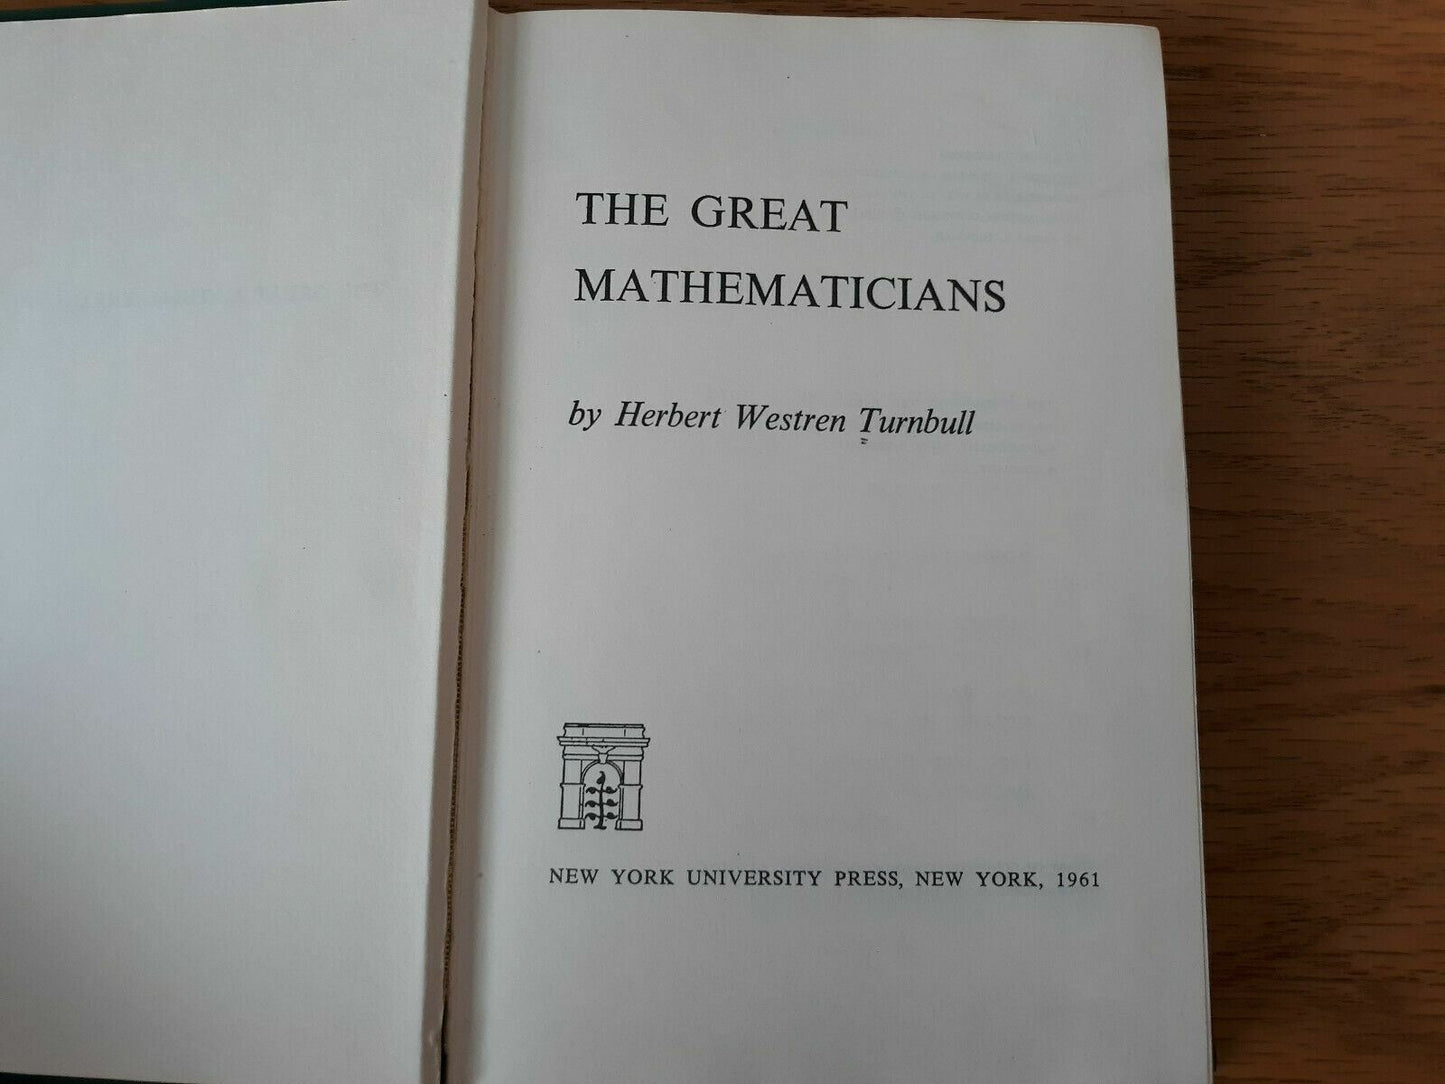 THE GREAT
MATHEMATICIANS
by Herbert Westren Turnbull
NEW YORK UNIVERSITY PRESS, NEW YORK, 1961